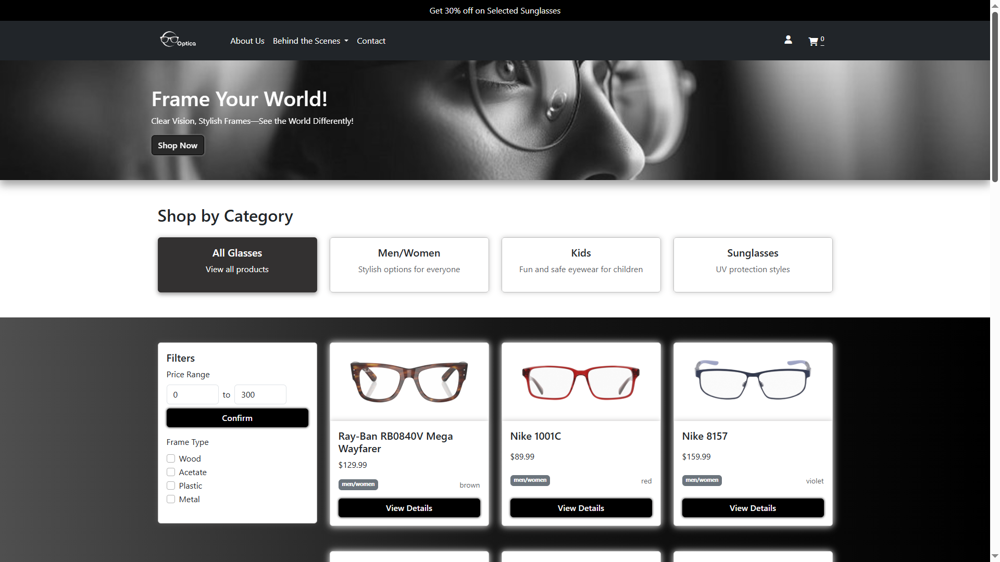 Get 30% off on Selected Sunglasses
Optica
About Us
Behind the Scenes
Contact
0
Frame Your World!
Clear Vision, Stylish Frames—See the World Differently!
Shop Now
Shop by Category
All Glasses
View all products
Men/Women
Stylish options for everyone
Kids
Fun and safe eyewear for children
Sunglasses
UV protection styles
Filters
Price Range
0 to 300
Confirm
Frame Type
Wood
Acetate
Plastic
Metal
Ray-Ban RB0840V Mega
Wayfarer
$129.99
men/women brown
View Details
Nike 1001C
$89.99
men/women red
View Details
Nike 8157
$159.99
men/women violet
View Details